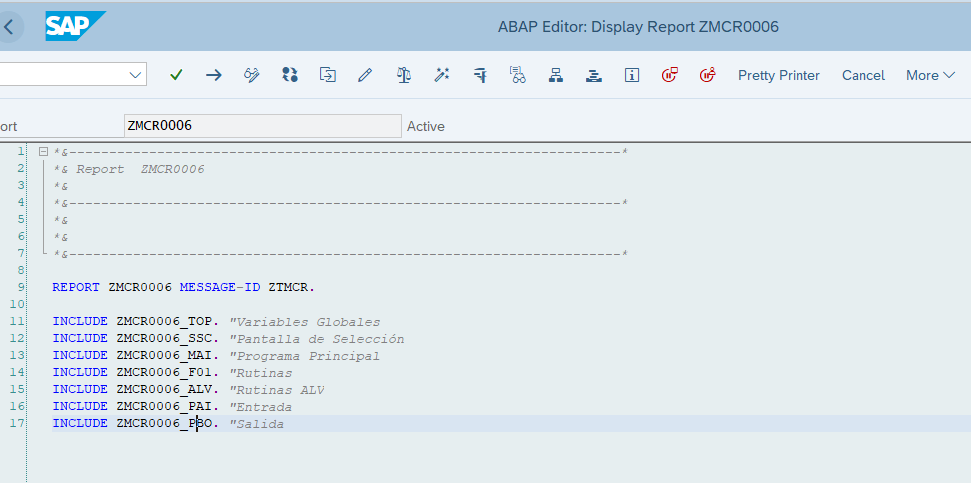 SAP
ABAP Editor: Display Report ZMCR0006
Pretty Printer Cancel More
ort ZMCR0006 Active
1 *&---------------------------------------------------------------------*
2 *& Report ZMCR0006
3 *&
4 *&---------------------------------------------------------------------*
5 *&
6 *&
7 *&---------------------------------------------------------------------*
8
9 REPORT ZMCR0006 MESSAGE-ID ZTMCR.
10
11 INCLUDE ZMCR0006_TOP. "Variables Globales
12 INCLUDE ZMCR0006_SSC. "Pantalla de Selección
13 INCLUDE ZMCR0006_MAI. "Programa Principal
14 INCLUDE ZMCR0006_F01. "Rutinas
15 INCLUDE ZMCR0006_ALV. "Rutinas ALV
16 INCLUDE ZMCR0006_PAI. "Entrada
17 INCLUDE ZMCR0006_PBO. "Salida